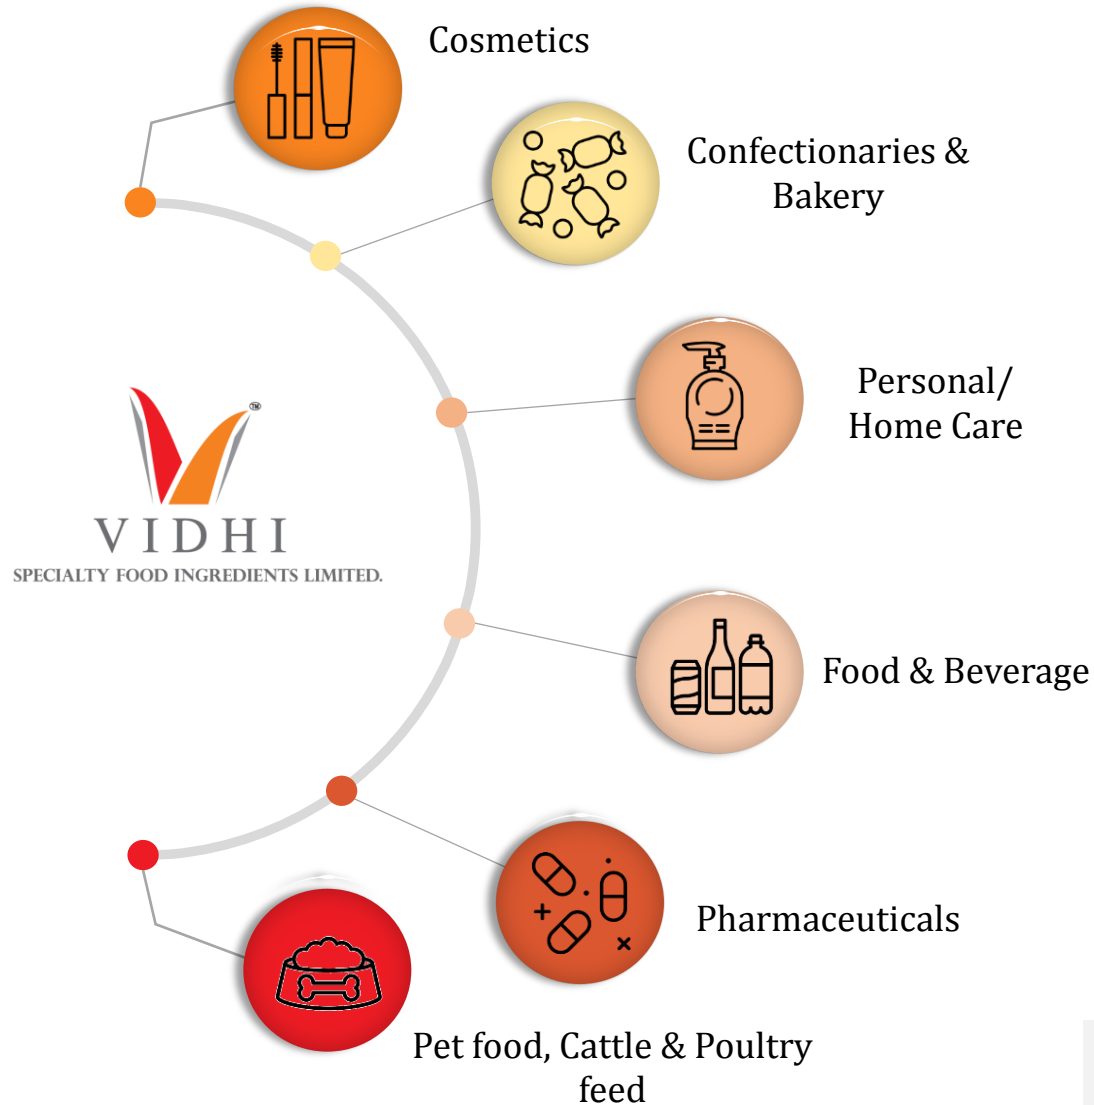 Cosmetics
Confectionaries &
Bakery
Personal/
Home Care
TM
VIDHI
SPECIALTY FOOD INGREDIENTS LIMITED.
Food & Beverage
Pharmaceuticals
Pet food, Cattle & Poultry
feed